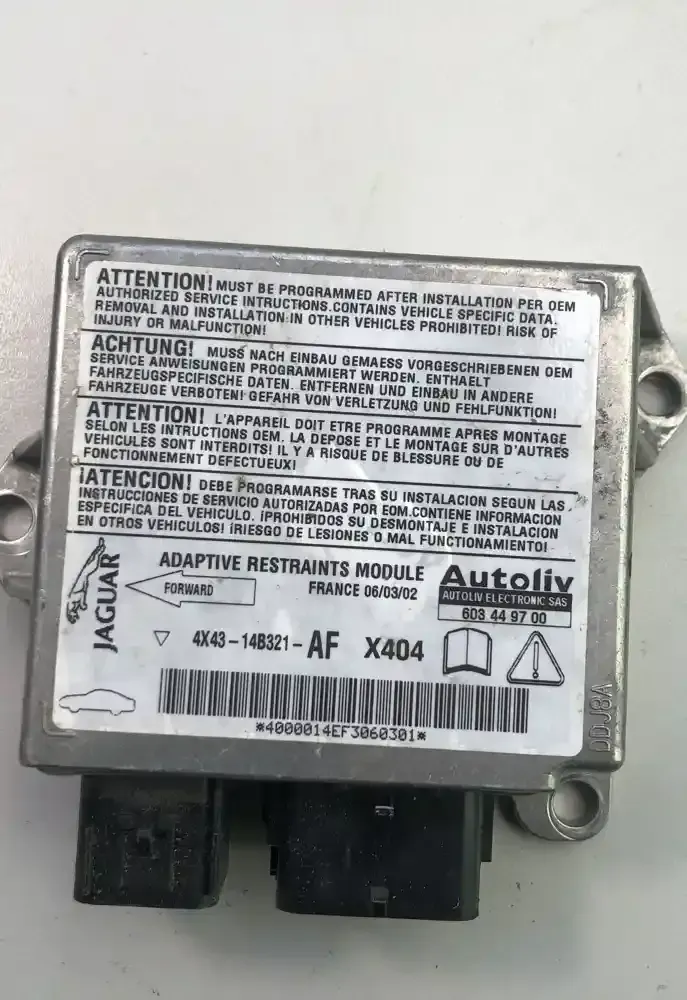 ATTENTION! MUST BE PROGRAMMED AFTER INSTALLATION PER OEM
AUTHORIZED SERVICE INTRUCTIONS.CONTAINS VEHICLE SPECIFIC DATA.
REMOVAL AND INSTALLATION IN OTHER VEHICLES PROHIBITED! RISK OF
INJURY OR MALFUNCTION!
ACHTUNG! MUSS NACH EINBAU GEMAESS VORGESCHRIEBENEN OEM
SERVICE ANWEISUNGEN PROGRAMMIERT WERDEN. ENTHAELT
FAHRZEUGSPEZIFISCHE DATEN. ENTFERNEN UND EINBAU IN ANDERE
FAHRZEUGE VERBOTEN! GEFAHR VON VERLETZUNG UND FEHLFUNKTION!
ATTENTION! L'APPAREIL DOIT ETRE PROGRAMME APRES MONTAGE
SELON LES INTRUCTIONS OEM. LA DEPOSE ET LE MONTAGE SUR D'AUTRES
VEHICULES SONT INTERDITS! IL Y A RISQUE DE BLESSURE OU DE
FONCTIONNEMENT DEFECTUEUX!
¡ATENCION! DEBE PROGRAMARSE TRAS SU INSTALACION SEGUN LAS
INSTRUCCIONES DE SERVICIO AUTORIZADAS POR EOM.CONTIENE INFORMACION
ESPECIFICA DEL VEHICULO. ¡PROHIBIDOS SU DESMONTAJE E INSTALACION
EN OTROS VEHICULOS! ¡RIESGO DE LESIONES O MAL FUNCIONAMIENTO!
JAGUAR
FORWARD
ADAPTIVE RESTRAINTS MODULE
FRANCE 06/03/02
Autoliv
AUTOLIV ELECTRONIC SAS
603 44 97 00
4X43-14B321-AF X404
*4000014EF3060301*
DDJ8A